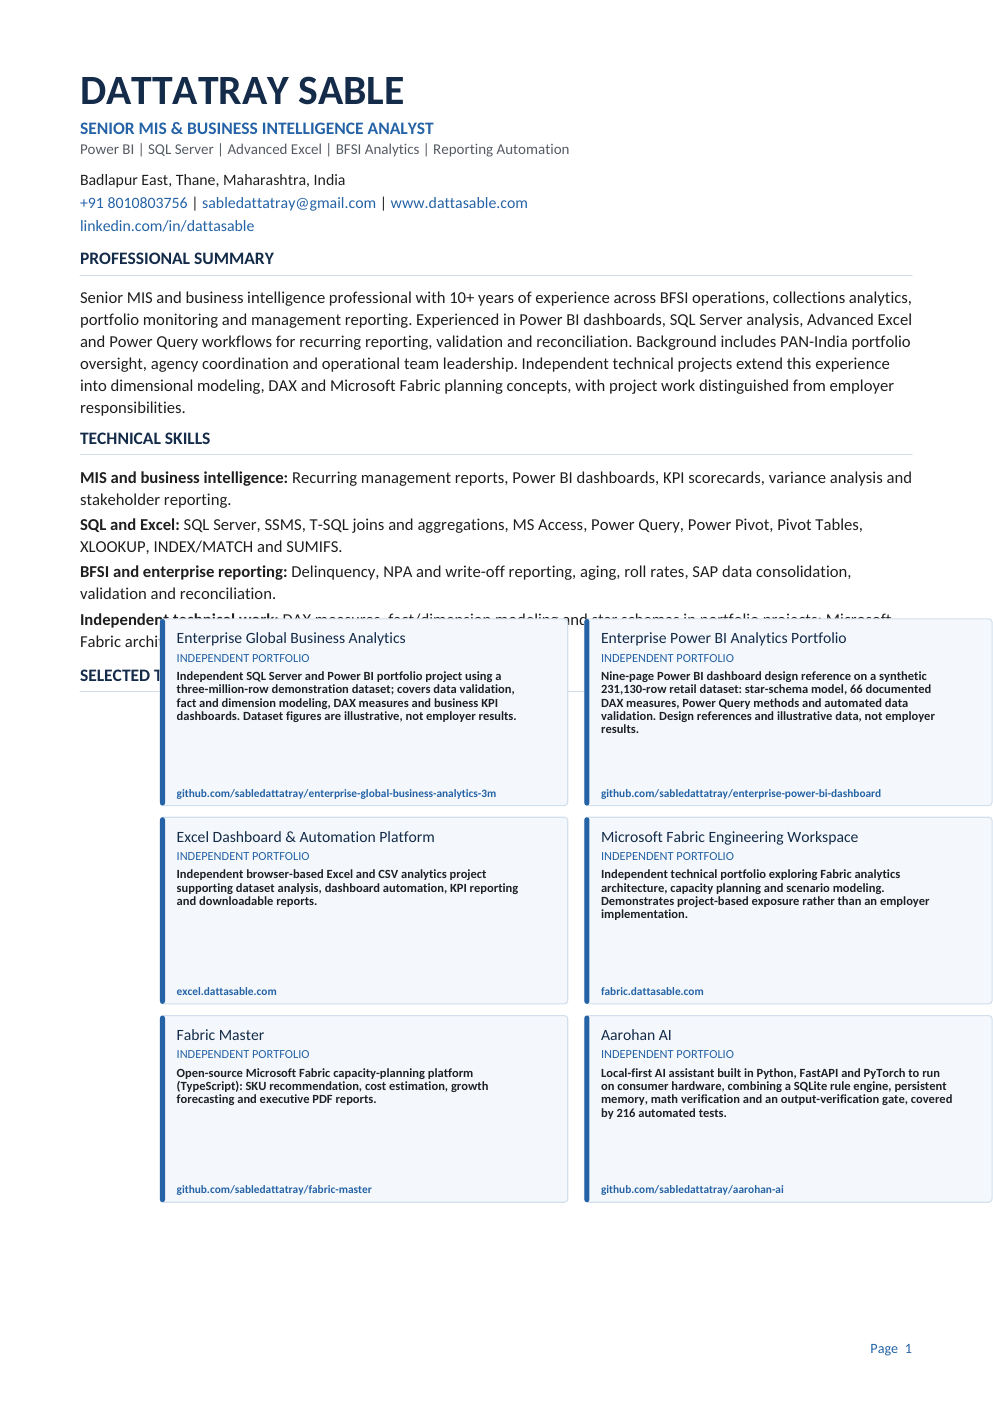 DATTATRAY SABLE
SENIOR MIS & BUSINESS INTELLIGENCE ANALYST
Power BI | SQL Server | Advanced Excel | BFSI Analytics | Reporting Automation
Badlapur East, Thane, Maharashtra, India
+91 8010803756 | sabledattatray@gmail.com | www.dattasable.com
linkedin.com/in/dattasable
PROFESSIONAL SUMMARY
Senior MIS and business intelligence professional with 10+ years of experience across BFSI operations, collections analytics,
portfolio monitoring and management reporting. Experienced in Power BI dashboards, SQL Server analysis, Advanced Excel
and Power Query workflows for recurring reporting, validation and reconciliation. Background includes PAN-India portfolio
oversight, agency coordination and operational team leadership. Independent technical projects extend this experience
into dimensional modeling, DAX and Microsoft Fabric planning concepts, with project work distinguished from employer
responsibilities.
TECHNICAL SKILLS
MIS and business intelligence: Recurring management reports, Power BI dashboards, KPI scorecards, variance analysis and
stakeholder reporting.
SQL and Excel: SQL Server, SSMS, T-SQL joins and aggregations, MS Access, Power Query, Power Pivot, Pivot Tables,
XLOOKUP, INDEX/MATCH and SUMIFS.
BFSI and enterprise reporting: Delinquency, NPA and write-off reporting, aging, roll rates, SAP data consolidation,
validation and reconciliation.
Independent technical work: DAX measures, fact/dimension modeling and star schemas in portfolio projects; Microsoft
Fabric
SELECTED
Enterprise Global Business Analytics
INDEPENDENT PORTFOLIO
Independent SQL Server and Power BI portfolio project using a
three-million-row demonstration dataset; covers data validation,
fact and dimension modeling, DAX measures and business KPI
dashboards. Dataset figures are illustrative, not employer results.
github.com/sabledattatray/enterprise-global-business-analytics-3m
Enterprise Power BI Analytics Portfolio
INDEPENDENT PORTFOLIO
Nine-page Power BI dashboard design reference on a synthetic
231,130-row retail dataset: star-schema model, 66 documented
DAX measures, Power Query methods and automated data
validation. Design references and illustrative data, not employer
results.
github.com/sabledattatray/enterprise-power-bi-dashboard
Excel Dashboard & Automation Platform
INDEPENDENT PORTFOLIO
Independent browser-based Excel and CSV analytics project
supporting dataset analysis, dashboard automation, KPI reporting
and downloadable reports.
excel.dattasable.com
Microsoft Fabric Engineering Workspace
INDEPENDENT PORTFOLIO
Independent technical portfolio exploring Fabric analytics
architecture, capacity planning and scenario modeling.
Demonstrates project-based exposure rather than an employer
implementation.
fabric.dattasable.com
Fabric Master
INDEPENDENT PORTFOLIO
Open-source Microsoft Fabric capacity-planning platform
(TypeScript): SKU recommendation, cost estimation, growth
forecasting and executive PDF reports.
github.com/sabledattatray/fabric-master
Aarohan AI
INDEPENDENT PORTFOLIO
Local-first AI assistant built in Python, FastAPI and PyTorch to run
on consumer hardware, combining a SQLite rule engine, persistent
memory, math verification and an output-verification gate, covered
by 216 automated tests.
github.com/sabledattatray/aarohan-ai
Page 1